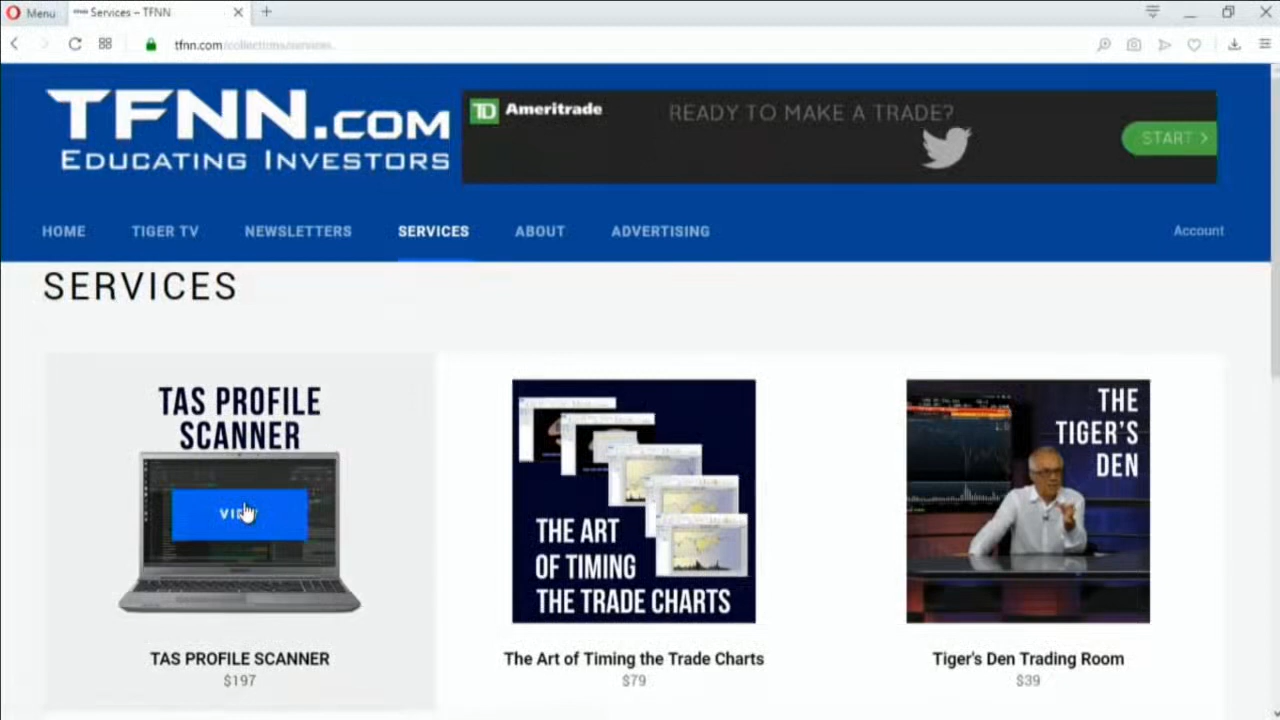 Menu
Services – TFNN
tfnn.com/collections/services
TFNN.COM
EDUCATING INVESTORS
TD Ameritrade
READY TO MAKE A TRADE?
START >
HOME
TIGER TV
NEWSLETTERS
SERVICES
ABOUT
ADVERTISING
Account
SERVICES
TAS PROFILE
SCANNER
THE ART
OF TIMING
THE TRADE CHARTS
THE
TIGER'S
DEN
TAS PROFILE SCANNER
$197
The Art of Timing the Trade Charts
$79
Tiger's Den Trading Room
$39